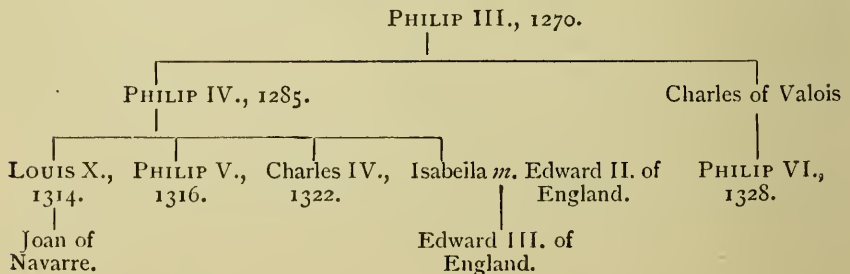 PHILIP III., 1270.
PHILIP IV., 1285.
Charles of Valois
LOUIS X., 1314.
PHILIP V., 1316.
Charles IV., 1322.
Isabeila m. Edward II. of England.
PHILIP VI., 1328.
Joan of Navarre.
Edward III. of England.